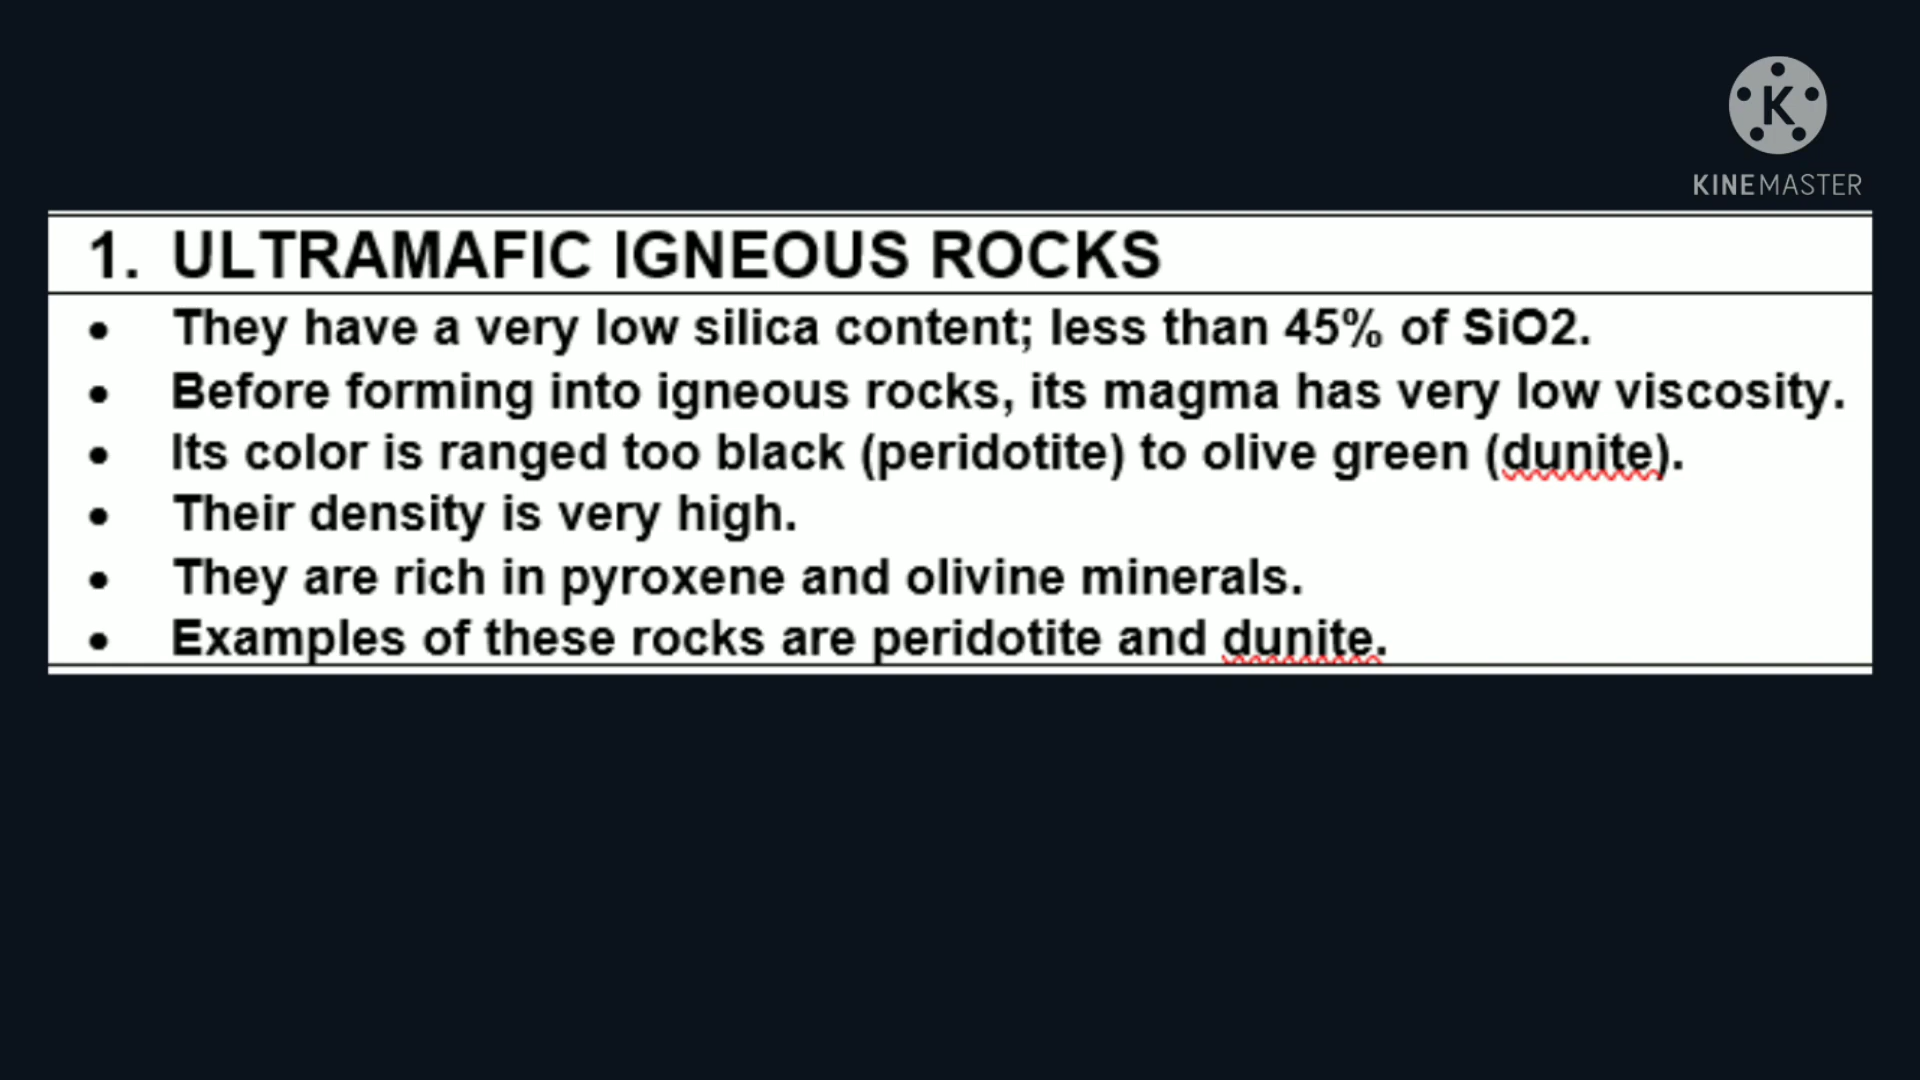 K
KINEMASTER
1. ULTRAMAFIC IGNEOUS ROCKS
• They have a very low silica content; less than 45% of SiO2.
• Before forming into igneous rocks, its magma has very low viscosity.
• Its color is ranged too black (peridotite) to olive green (dunite).
• Their density is very high.
• They are rich in pyroxene and olivine minerals.
• Examples of these rocks are peridotite and dunite.